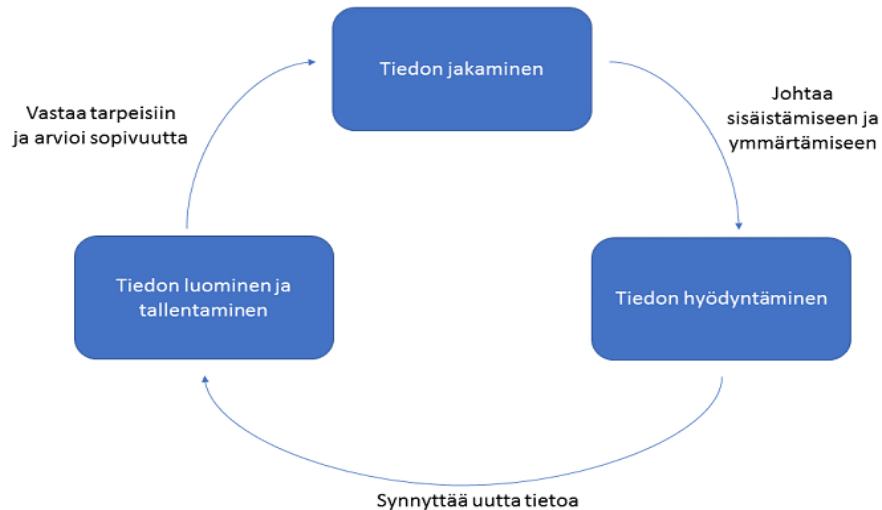 Tiedon jakaminen
Vastaa tarpeisiin
ja arvioi sopivuutta
Johtaa
sisäistämiseen ja
ymmärtämiseen
Tiedon luominen ja
tallentaminen
Tiedon hyödyntäminen
Synnyttää uutta tietoa